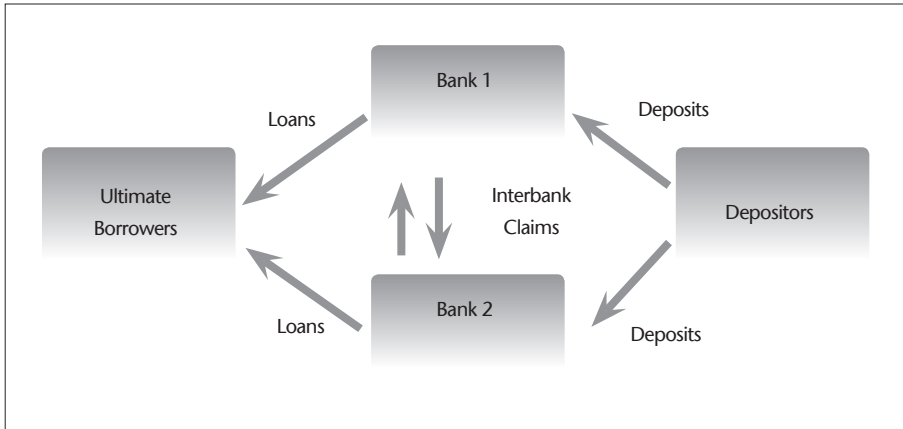 Bank 1
Loans
Deposits
Ultimate
Borrowers
Interbank
Claims
Depositors
Bank 2
Loans
Deposits